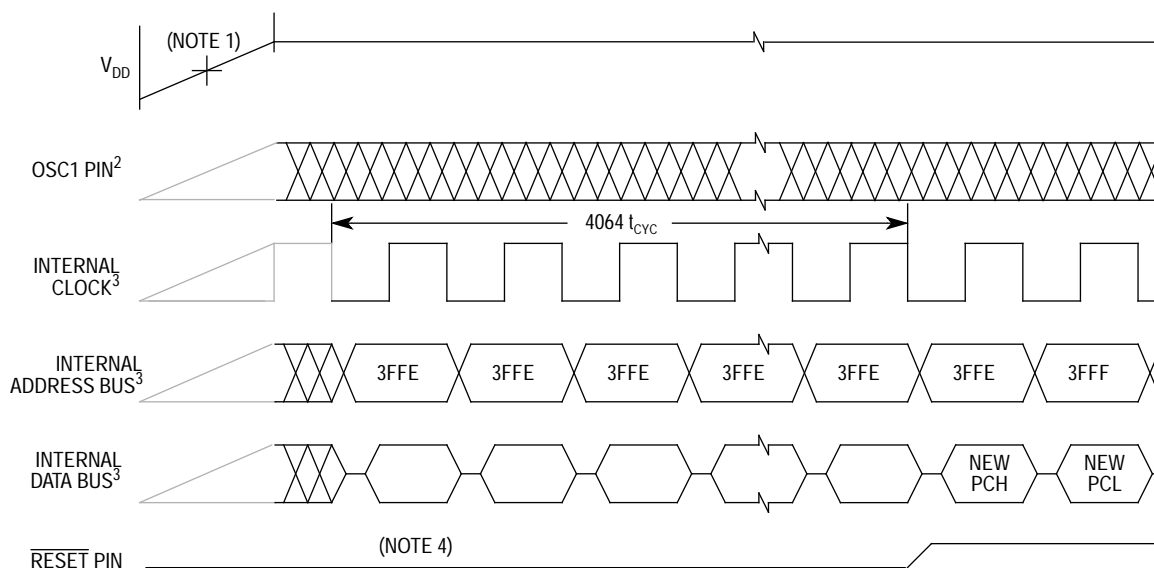 (NOTE 1)
V_DD
OSC1 PIN²
4064 t_CYC
INTERNAL
CLOCK³
INTERNAL
ADDRESS BUS³
3FFE 3FFE 3FFE 3FFE 3FFE 3FFE 3FFF
INTERNAL
DATA BUS³
NEW
PCH
NEW
PCL
RESET PIN
(NOTE 4)